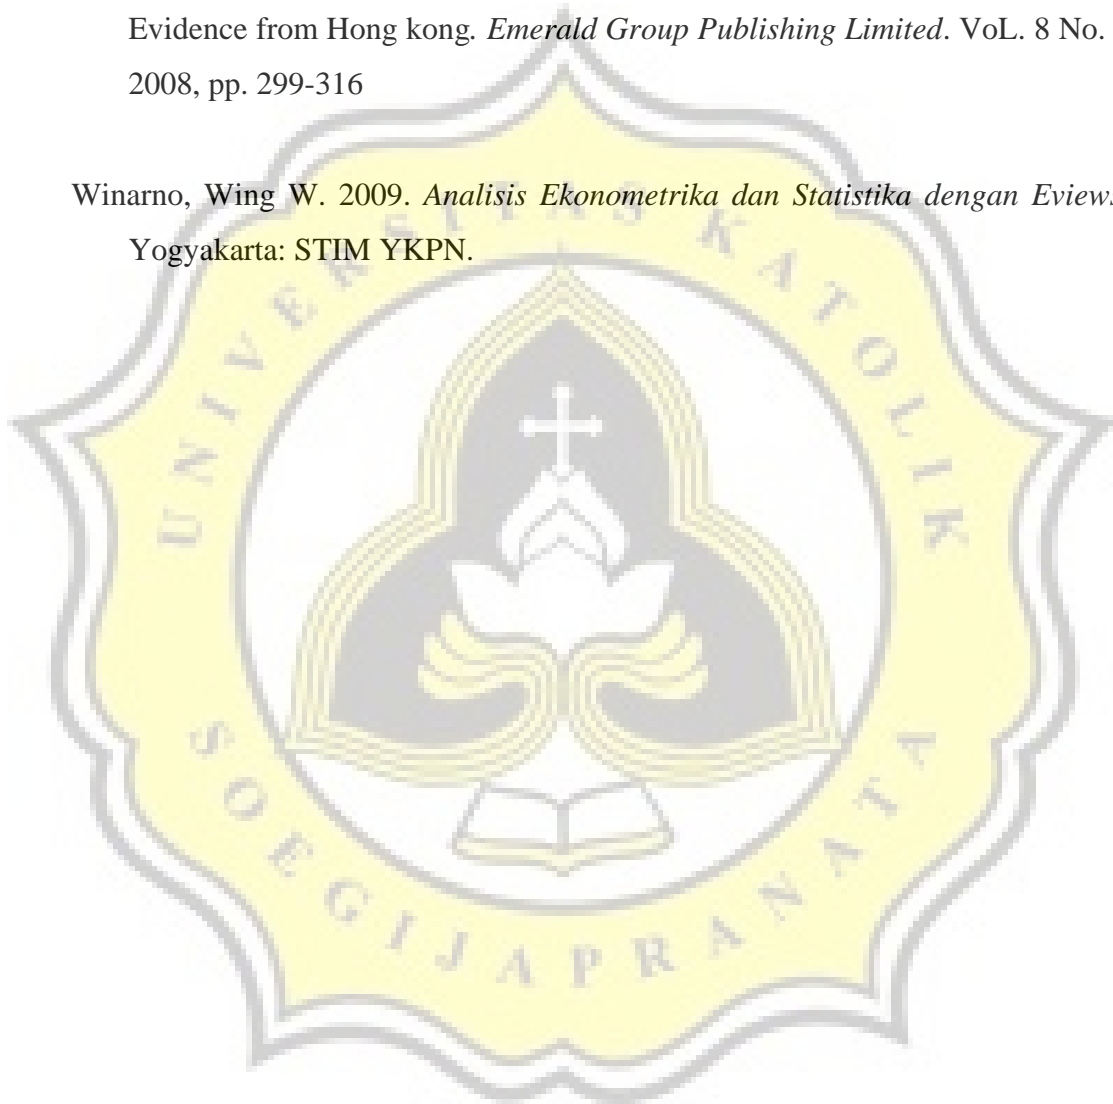 Evidence from Hong kong. Emerald Group Publishing Limited. VoL. 8 No.
2008, pp. 299-316
Winarno, Wing W. 2009. Analisis Ekonometrika dan Statistika dengan Eviews
Yogyakarta: STIM YKPN.
UNIVERSITAS KATOLIK
SOEGIJAPRANATA